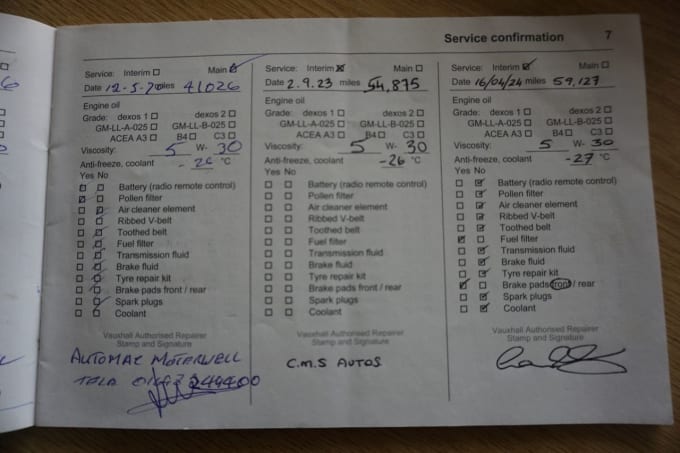 Service confirmation 7
Service: Interim ☐ Main ☑
Date 12-5-20 miles 41026
Engine oil
Grade: dexos 1 ☐ dexos 2 ☐
GM-LL-A-025 ☐ GM-LL-B-025 ☐
ACEA A3 ☐ B4 ☐ C3 ☐
Viscosity: 5 W- 30
Anti-freeze, coolant -26 °C
Yes No
Battery (radio remote control)
Pollen filter
Air cleaner element
Ribbed V-belt
Toothed belt
Fuel filter
Transmission fluid
Brake fluid
Tyre repair kit
Brake pads front / rear
Spark plugs
Coolant
Vauxhall Authorised Repairer
Stamp and Signature
AUTOMAC MOTORWELL
Service: Interim ☒ Main ☐
Date 2.9.23 miles 54,875
Engine oil
Grade: dexos 1 ☐ dexos 2 ☐
GM-LL-A-025 ☐ GM-LL-B-025 ☐
ACEA A3 ☐ B4 ☐ C3 ☐
Viscosity: 5 W- 30
Anti-freeze, coolant -26 °C
Yes No
Battery (radio remote control)
Pollen filter
Air cleaner element
Ribbed V-belt
Toothed belt
Fuel filter
Transmission fluid
Brake fluid
Tyre repair kit
Brake pads front / rear
Spark plugs
Coolant
Vauxhall Authorised Repairer
Stamp and Signature
C.M.S AUTOS
Service: Interim ☑ Main ☐
Date 16/04/24 miles 59,127
Engine oil
Grade: dexos 1 ☐ dexos 2 ☐
GM-LL-A-025 ☐ GM-LL-B-025 ☐
ACEA A3 ☐ B4 ☐ C3 ☐
Viscosity: 5 W- 30
Anti-freeze, coolant -27 °C
Yes No
Battery (radio remote control)
Pollen filter
Air cleaner element
Ribbed V-belt
Toothed belt
Fuel filter
Transmission fluid
Brake fluid
Tyre repair kit
Brake pads front / rear
Spark plugs
Coolant
Vauxhall Authorised Repairer
Stamp and Signature